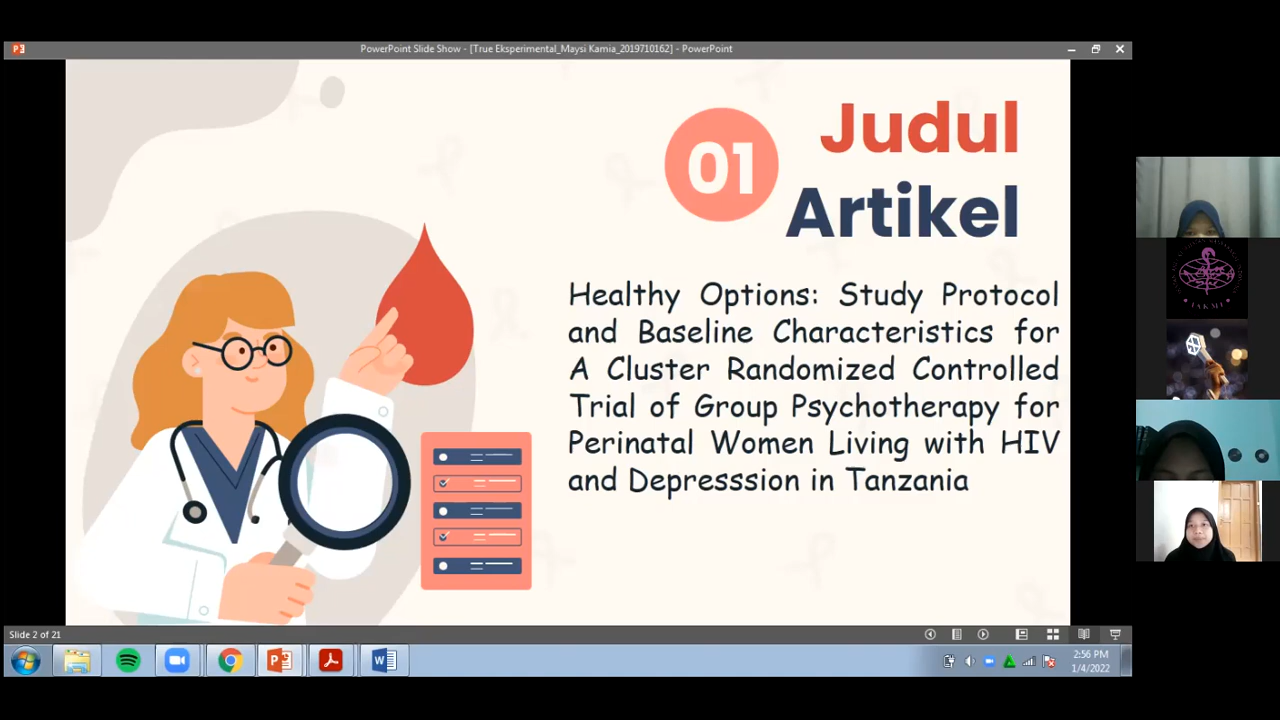 PowerPoint Slide Show - [True Eksperimental_Maysi Kamia_2019710162] - PowerPoint
01
Judul
Artikel
Healthy Options: Study Protocol
and Baseline Characteristics for
A Cluster Randomized Controlled
Trial of Group Psychotherapy for
Perinatal Women Living with HIV
and Depresssion in Tanzania
Slide 2 of 21
2:56 PM
1/4/2022